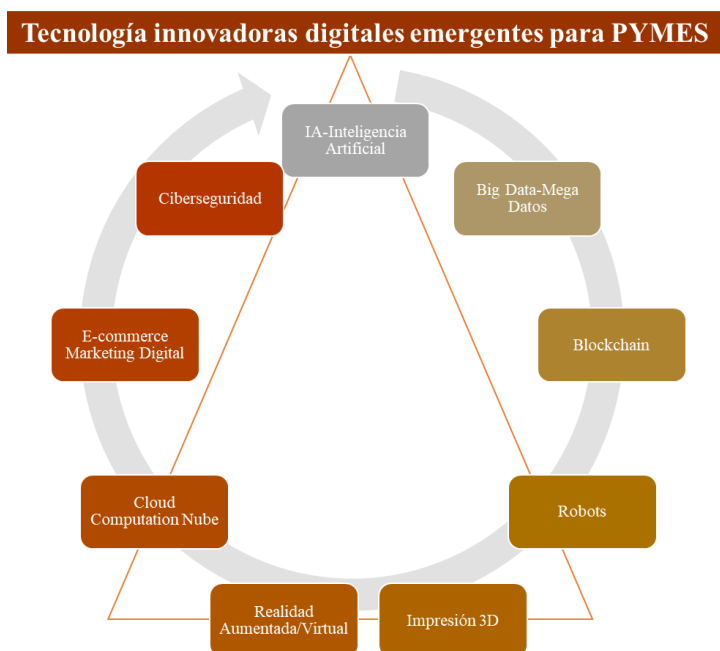 Tecnología innovadoras digitales emergentes para PYMES
IA-Inteligencia
Artificial
Big Data-Mega
Datos
Blockchain
Robots
Impresión 3D
Realidad
Aumentada/Virtual
Cloud
Computation Nube
E-commerce
Marketing Digital
Ciberseguridad